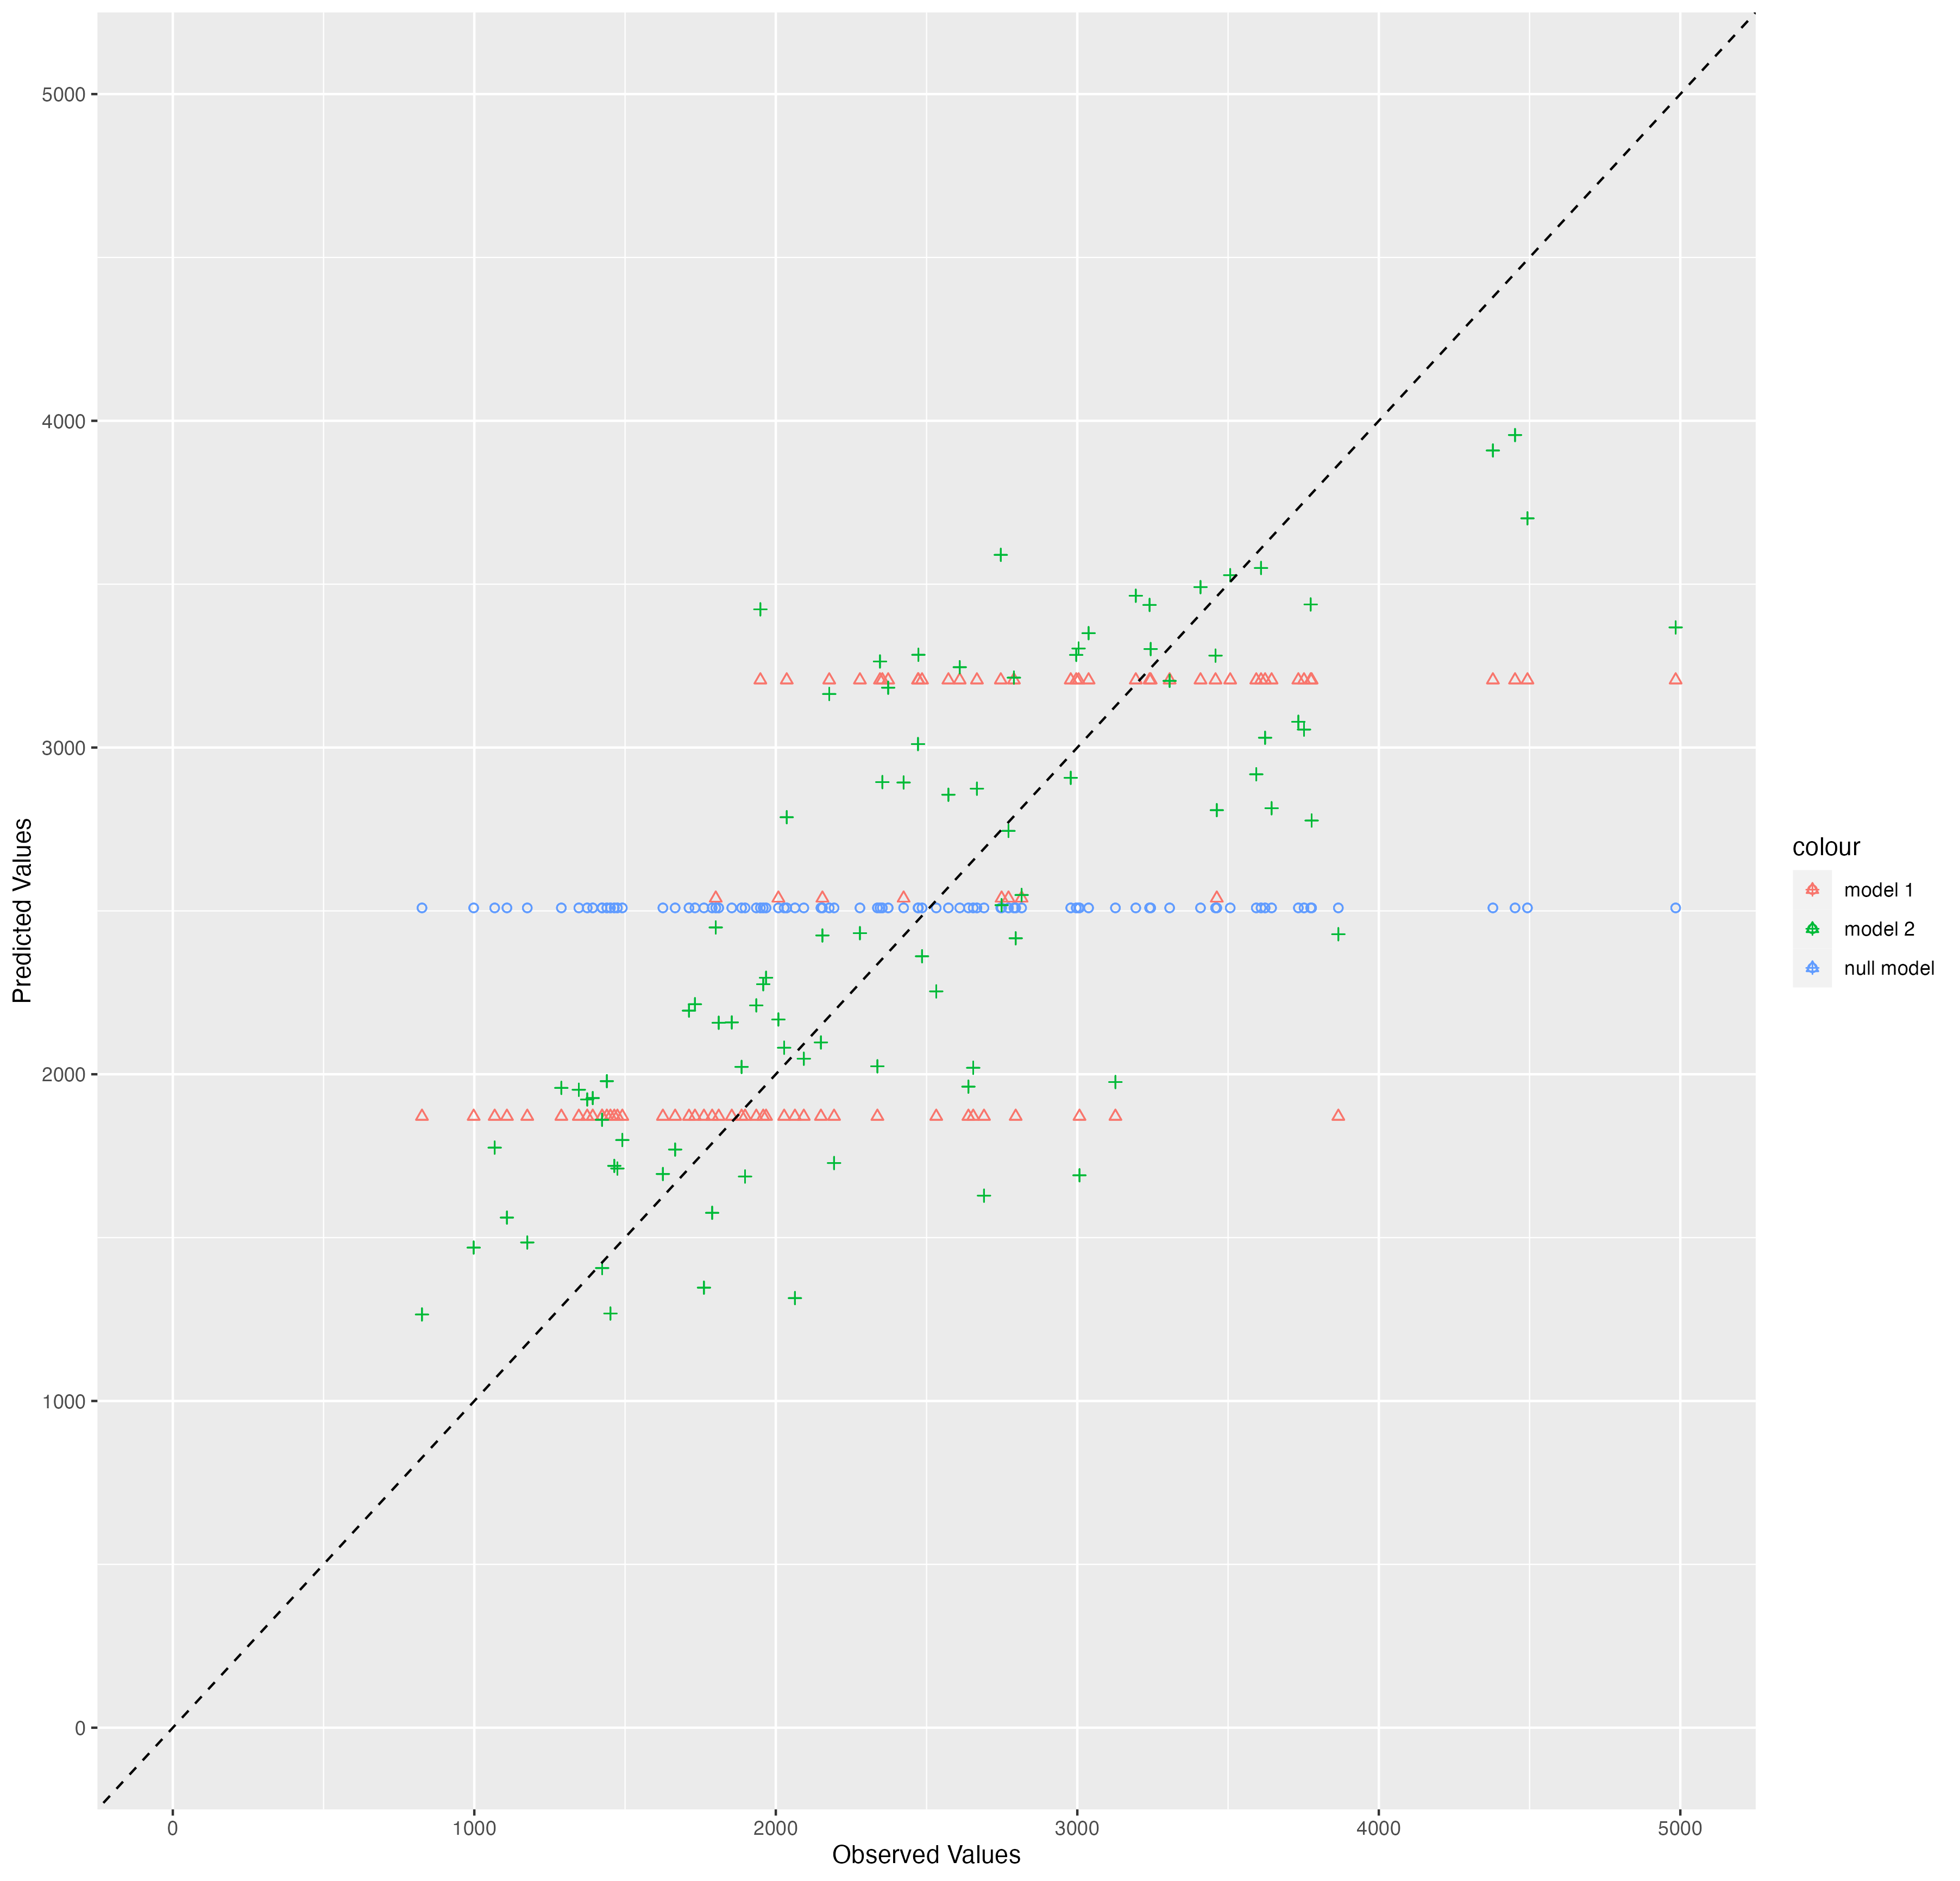 5000
4000
3000
2000
1000
0
Predicted Values
0 1000 2000 3000 4000 5000
Observed Values
colour
model 1
model 2
null model